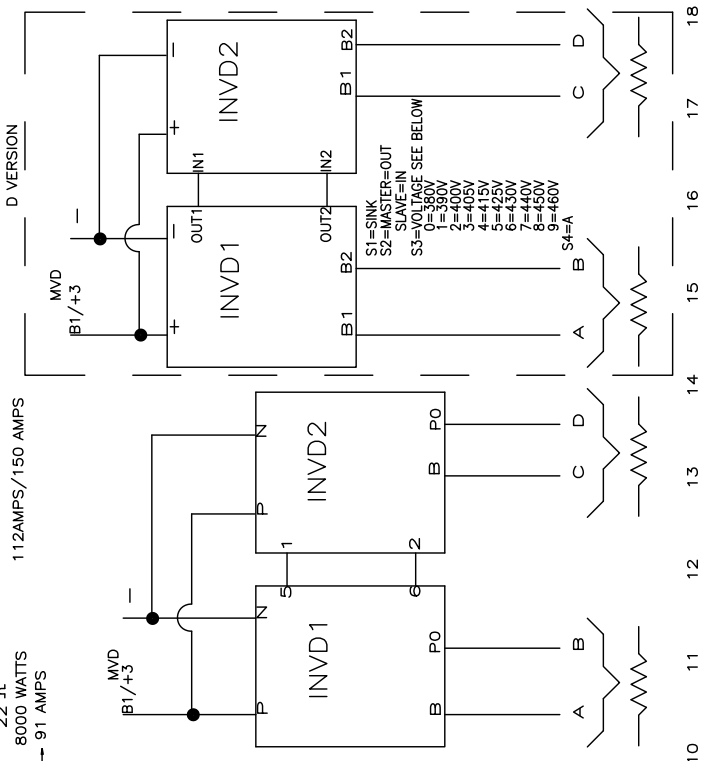 D VERSION
MVD
B1/+3
—
+
—
INVD1
OUT1
OUT2
B1
B2
+
—
INVD2
IN1
IN2
B1
B2
S1=SINK
S2=MASTER=OUT
SLAVE=IN
S3=VOLTAGE SEE BELOW
0=380V
1=390V
2=400V
3=405V
4=415V
5=425V
6=430V
7=440V
8=450V
9=460V
S4=A
A
B
C
D
112AMPS/150 AMPS
8000 WATTS
91 AMPS
MVD
B1/+3
—
P
N
INVD1
5
6
B
PO
P
N
INVD2
1
2
B
PO
A
B
C
D
10
11
12
13
14
15
16
17
18